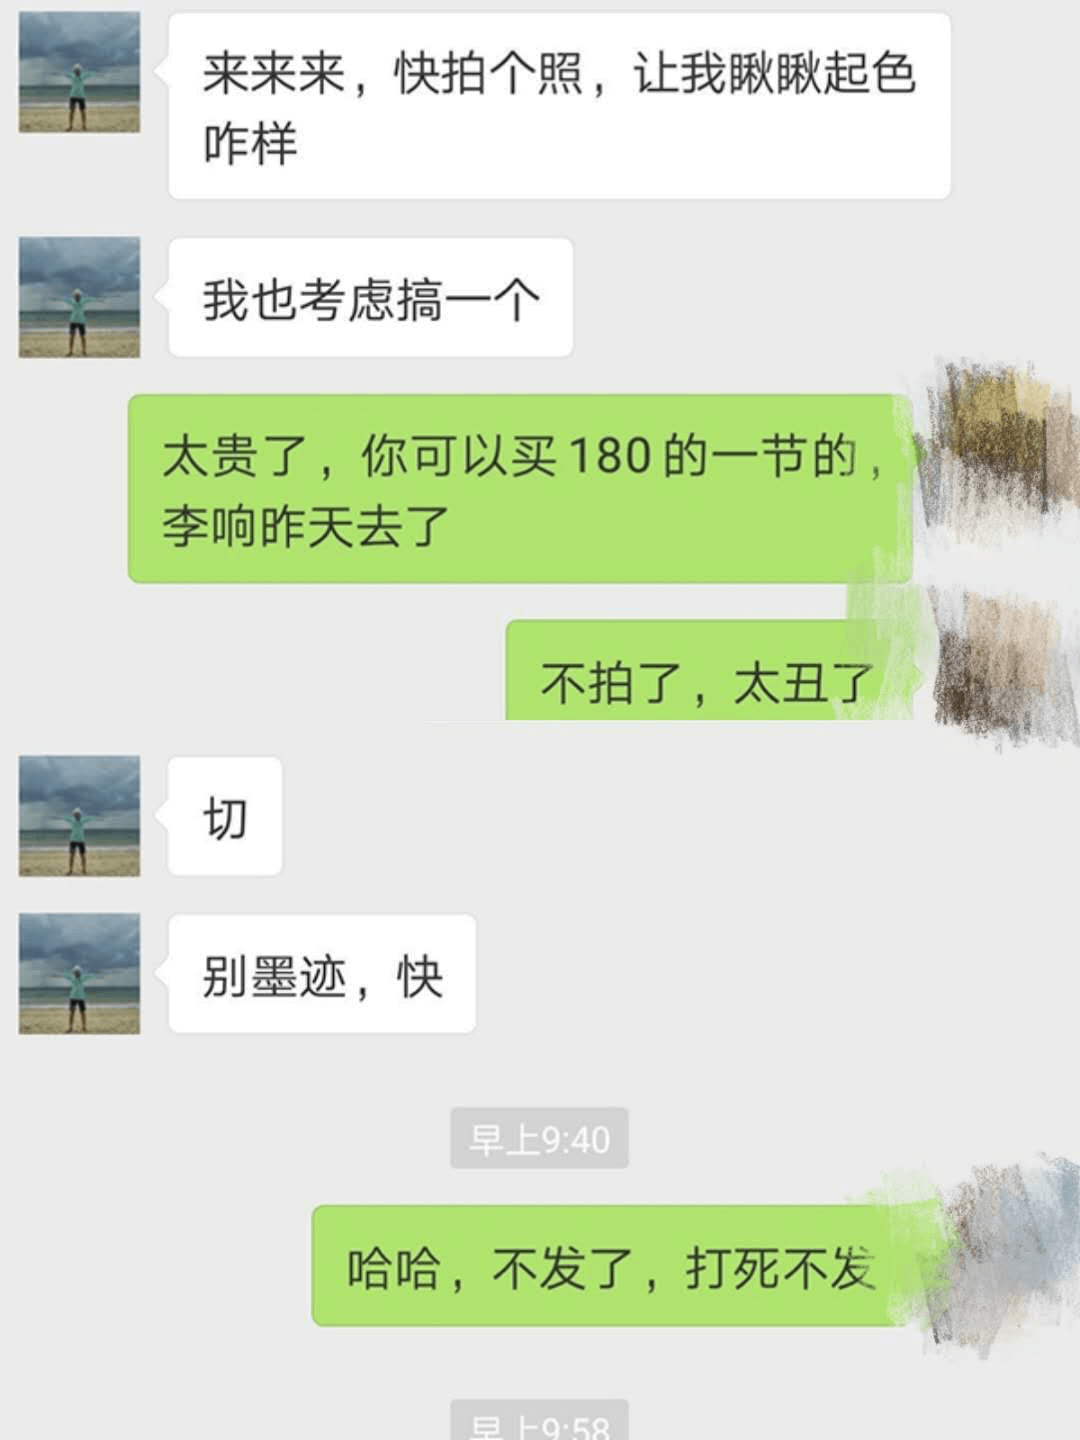 来来来，快拍个照，让我瞅瞅起色
咋样
我也考虑搞一个
太贵了，你可以买180的一节的，
李响昨天去了
不拍了，太丑了
切
别墨迹，快
早上9:40
哈哈，不发了，打死不发
早上9:58